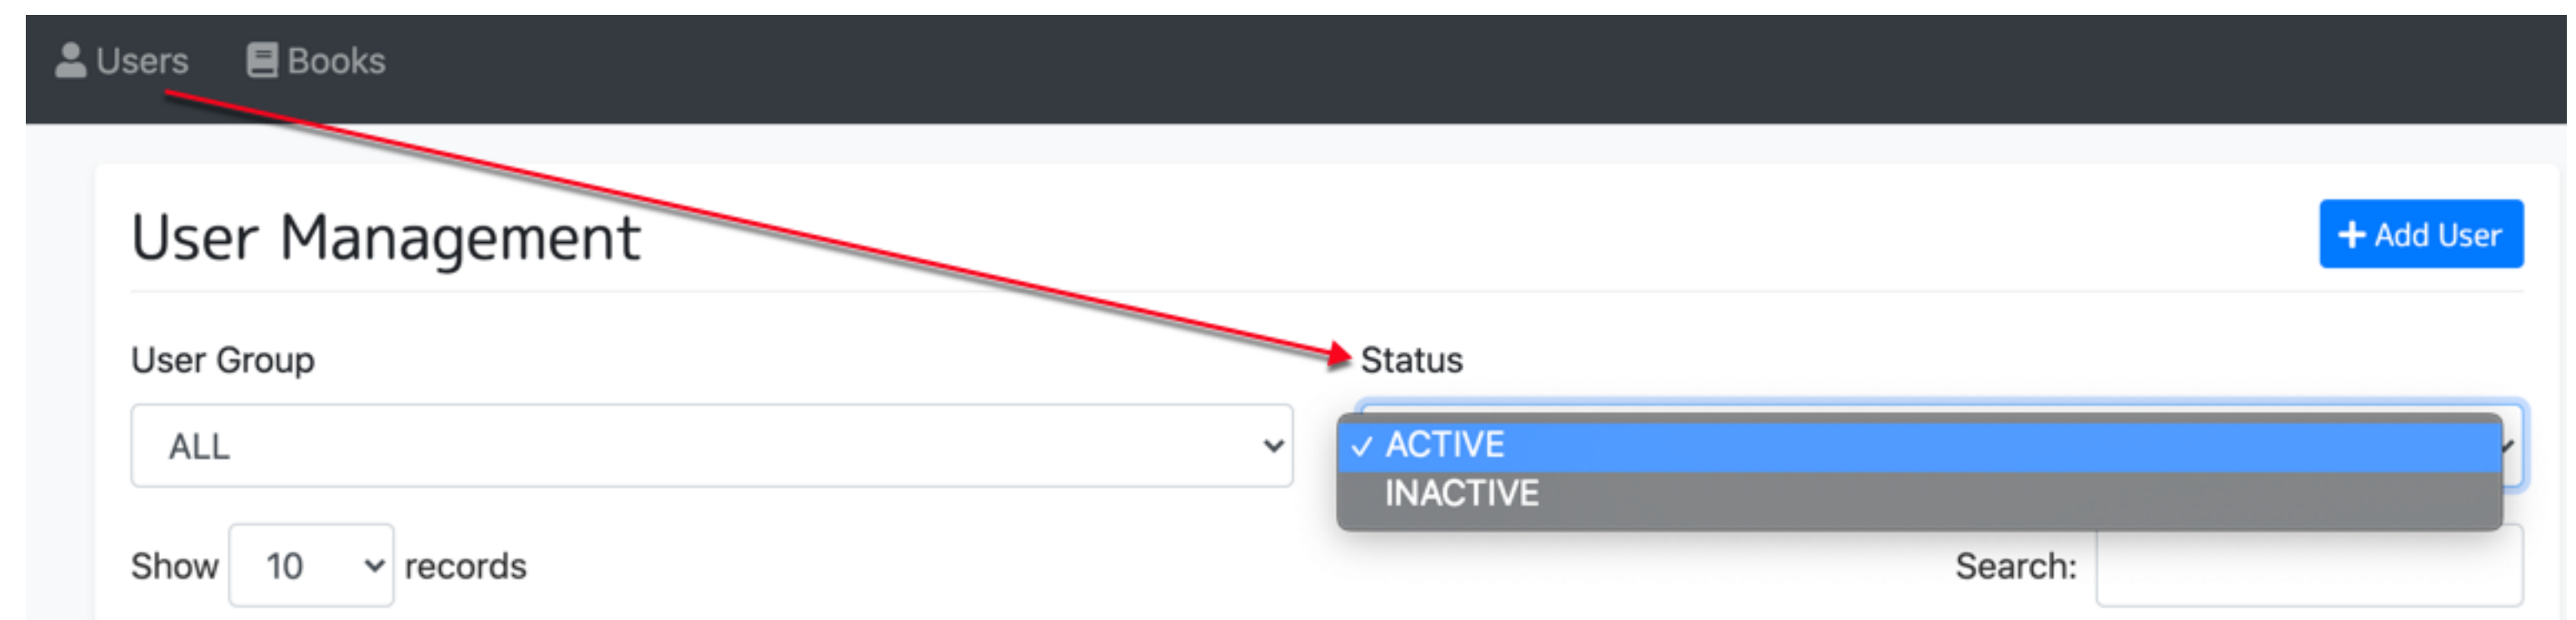 Users Books
User Management
+ Add User
User Group
Status
ALL
✓ ACTIVE
INACTIVE
Show 10 records
Search: